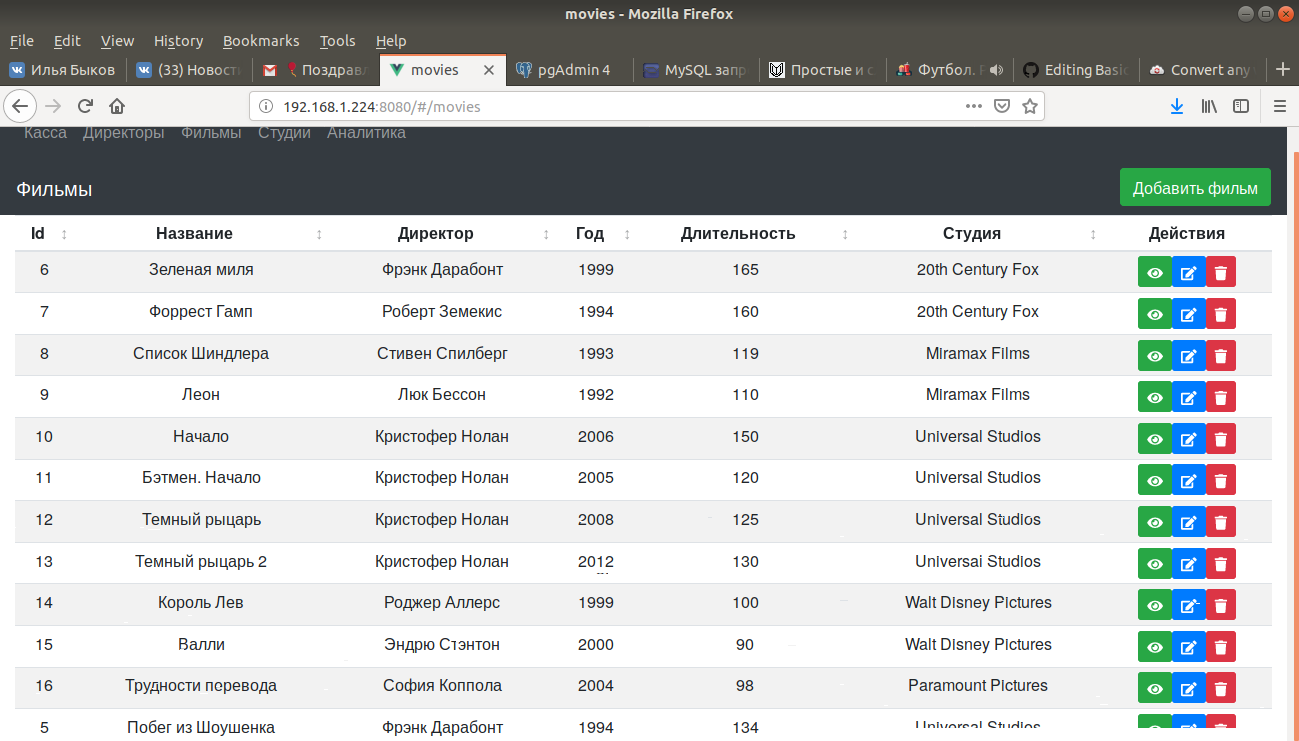 movies - Mozilla Firefox
File Edit View History Bookmarks Tools Help
Илья Быков (33) Новост Поздрав movies pgAdmin 4 MySQL запр Простые и с Футбол. Editing Basic Convert any
192.168.1.224:8080/#/movies
Касса Директоры Фильмы Студии Аналитика
Фильмы Добавить фильм
Id Название Директор Год Длительность Студия Действия
6 Зеленая миля Фрэнк Дарабонт 1999 165 20th Century Fox
7 Форрест Гамп Роберт Земекис 1994 160 20th Century Fox
8 Список Шиндлера Стивен Спилберг 1993 119 Miramax Films
9 Леон Люк Бессон 1992 110 Miramax Films
10 Начало Кристофер Нолан 2006 150 Universal Studios
11 Бэтмен. Начало Кристофер Нолан 2005 120 Universal Studios
12 Темный рыцарь Кристофер Нолан 2008 125 Universal Studios
13 Темный рыцарь 2 Кристофер Нолан 2012 130 Universal Studios
14 Король Лев Роджер Аллерс 1999 100 Walt Disney Pictures
15 Валли Эндрю Стэнтон 2000 90 Walt Disney Pictures
16 Трудности перевода София Коппола 2004 98 Paramount Pictures
5 Побег из Шоушенка Фрэнк Дарабонт 1994 134 Universal Studios